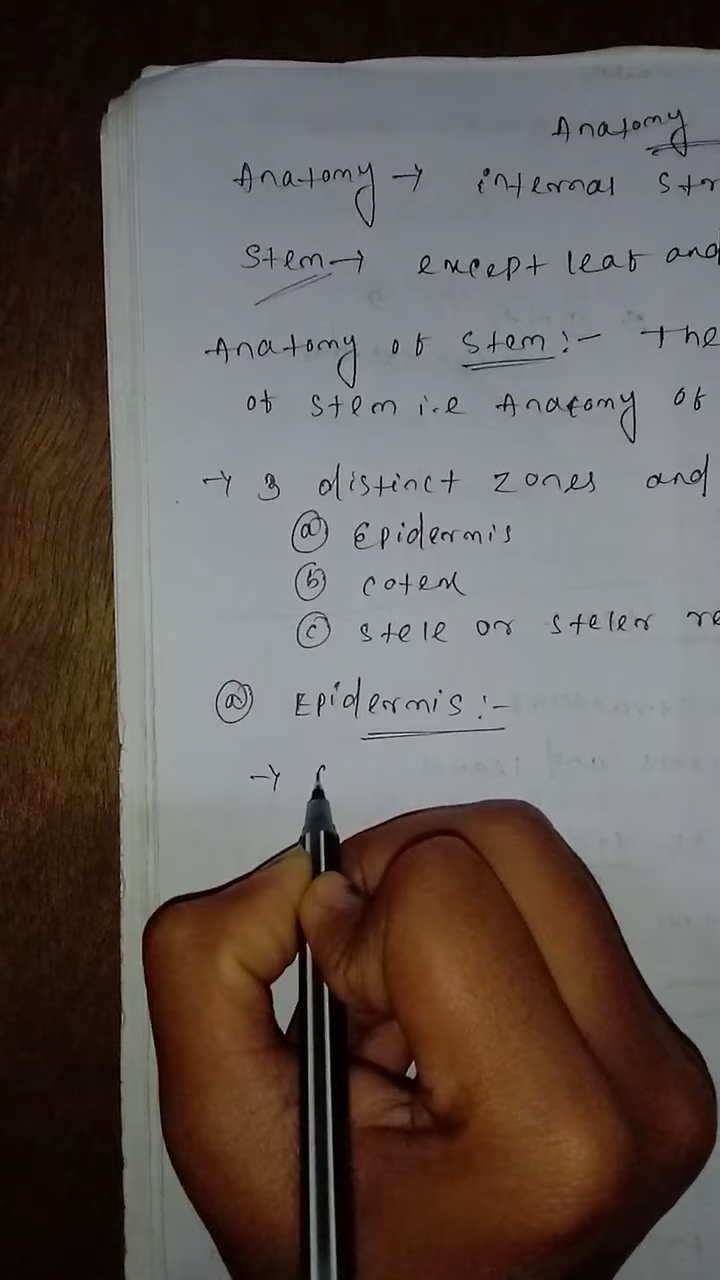 Anatomy
Anatomy → internal str
Stem → except leaf and
Anatomy of Stem :- The
of stem i.e Anatomy of
→ 3 distinct zones and
(a) Epidermis
(b) cotex
(c) stele or steler re
(a) Epidermis :-
→